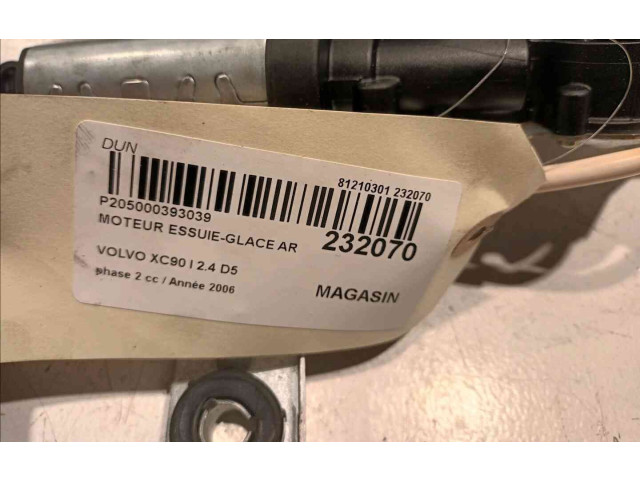 DUN
81210301 232070
P205000393039
MOTEUR ESSUIE-GLACE AR
232070
VOLVO XC90 I 2.4 D5
phase 2 cc / Année 2006
MAGASIN